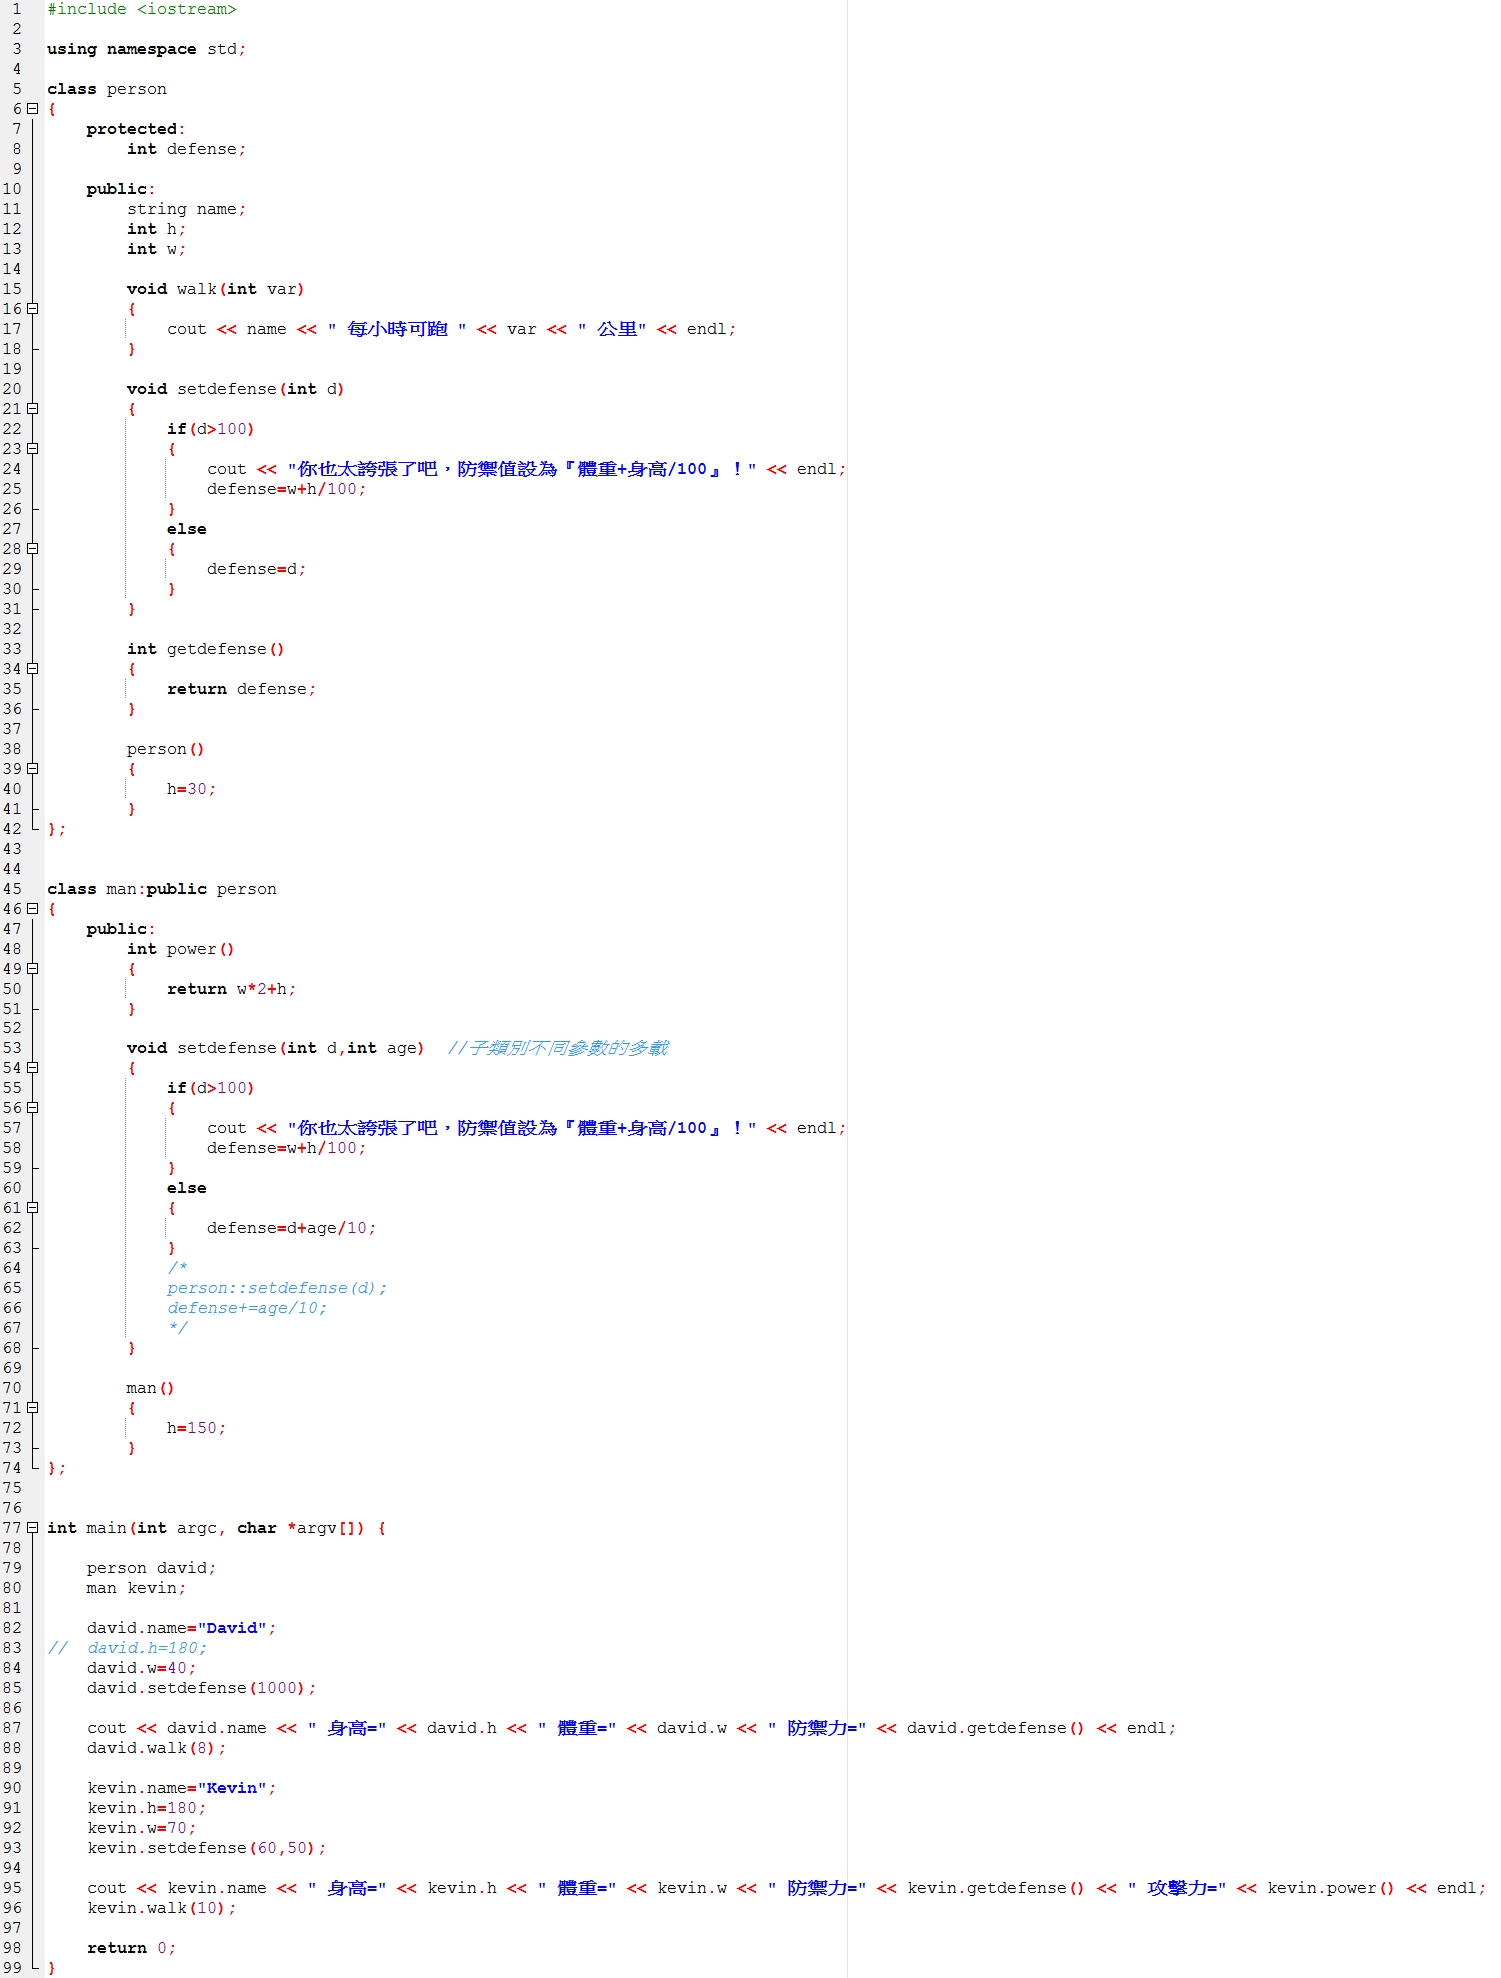 1 #include <iostream>
2
3 using namespace std;
4
5 class person
6 {
7     protected:
8         int defense;
9
10     public:
11         string name;
12         int h;
13         int w;
14
15         void walk(int var)
16         {
17             cout << name << " 每小時可跑 " << var << " 公里" << endl;
18         }
19
20         void setdefense(int d)
21         {
22             if(d>100)
23             {
24                 cout << "你也太誇張了吧，防禦值設為『體重+身高/100』！" << endl;
25                 defense=w+h/100;
26             }
27             else
28             {
29                 defense=d;
30             }
31         }
32
33         int getdefense()
34         {
35             return defense;
36         }
37
38         person()
39         {
40             h=30;
41         }
42 };
43
44
45 class man:public person
46 {
47     public:
48         int power()
49         {
50             return w*2+h;
51         }
52
53         void setdefense(int d,int age)  //子類別不同參數的多載
54         {
55             if(d>100)
56             {
57                 cout << "你也太誇張了吧，防禦值設為『體重+身高/100』！" << endl;
58                 defense=w+h/100;
59             }
60             else
61             {
62                 defense=d+age/10;
63             }
64             /*
65             person::setdefense(d);
66             defense+=age/10;
67             */
68         }
69
70         man()
71         {
72             h=150;
73         }
74 };
75
76
77 int main(int argc, char *argv[]) {
78
79     person david;
80     man kevin;
81
82     david.name="David";
83 //  david.h=180;
84     david.w=40;
85     david.setdefense(1000);
86
87     cout << david.name << " 身高=" << david.h << " 體重=" << david.w << " 防禦力=" << david.getdefense() << endl;
88     david.walk(8);
89
90     kevin.name="Kevin";
91     kevin.h=180;
92     kevin.w=70;
93     kevin.setdefense(60,50);
94
95     cout << kevin.name << " 身高=" << kevin.h << " 體重=" << kevin.w << " 防禦力=" << kevin.getdefense() << " 攻擊力=" << kevin.power() << endl;
96     kevin.walk(10);
97
98     return 0;
99 }